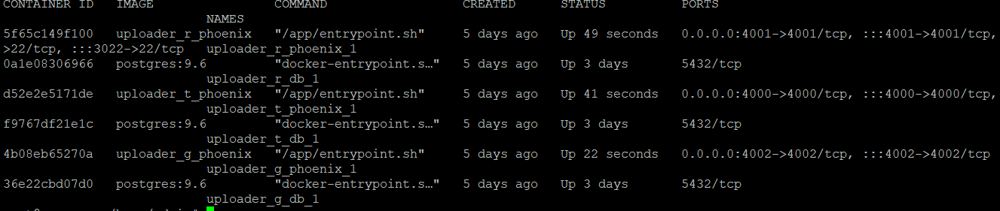 CONTAINER ID IMAGE COMMAND CREATED STATUS PORTS
NAMES
5f65c149f100 uploader_r_phoenix "/app/entrypoint.sh" 5 days ago Up 49 seconds 0.0.0.0:4001->4001/tcp, :::4001->4001/tcp,
>22/tcp, :::3022->22/tcp uploader_r_phoenix_1
0a1e08306966 postgres:9.6 "docker-entrypoint.s…" 5 days ago Up 3 days 5432/tcp
uploader_r_db_1
d52e2e5171de uploader_t_phoenix "/app/entrypoint.sh" 5 days ago Up 41 seconds 0.0.0.0:4000->4000/tcp, :::4000->4000/tcp,
uploader_t_phoenix_1
f9767df21e1c postgres:9.6 "docker-entrypoint.s…" 5 days ago Up 3 days 5432/tcp
uploader_t_db_1
4b08eb65270a uploader_g_phoenix "/app/entrypoint.sh" 5 days ago Up 22 seconds 0.0.0.0:4002->4002/tcp, :::4002->4002/tcp
uploader_g_phoenix_1
36e22cbd07d0 postgres:9.6 "docker-entrypoint.s…" 5 days ago Up 3 days 5432/tcp
uploader_g_db_1